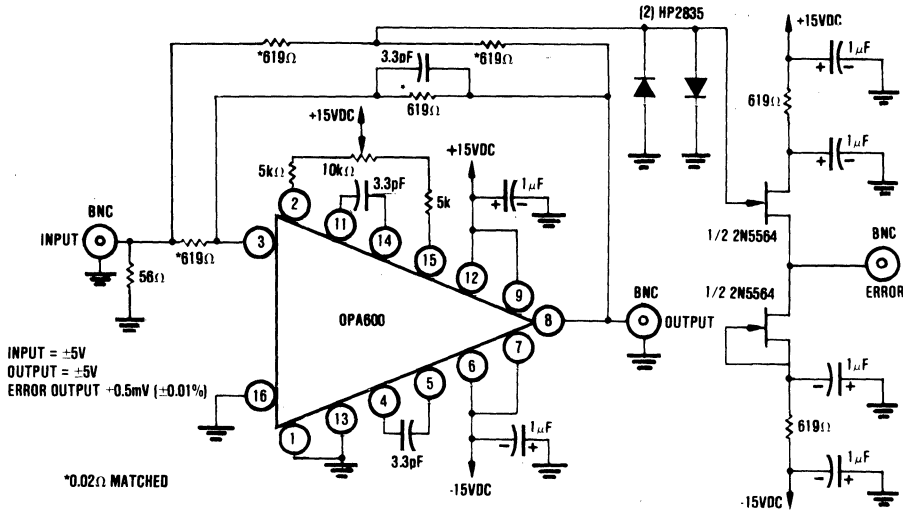 (2) HP2835
+15VDC
1µF
+ -
*619Ω
*619Ω
3.3pF
*
619Ω
619Ω
+15VDC
+15VDC
1µF
+ -
5kΩ
10kΩ
3.3pF
5k
1µF
+ -
2
11
14
15
12
9
BNC
INPUT
*619Ω
3
56Ω
1/2 2N5564
BNC
ERROR
1/2 2N5564
OPA600
8
BNC
OUTPUT
7
6
5
4
13
1
16
INPUT = ±5V
OUTPUT = ±5V
ERROR OUTPUT +0.5mV (±0.01%)
3.3pF
1µF
- +
-15VDC
1µF
- +
619Ω
1µF
- +
-15VDC
*0.02Ω MATCHED